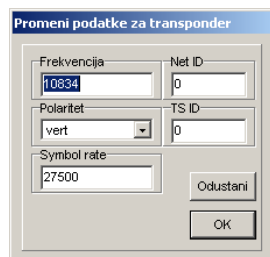 Promeni podatke za transponder
Frekvencija
Net ID
10834
0
Polaritet
TS ID
vert
0
Symbol rate
27500
Odustani
OK